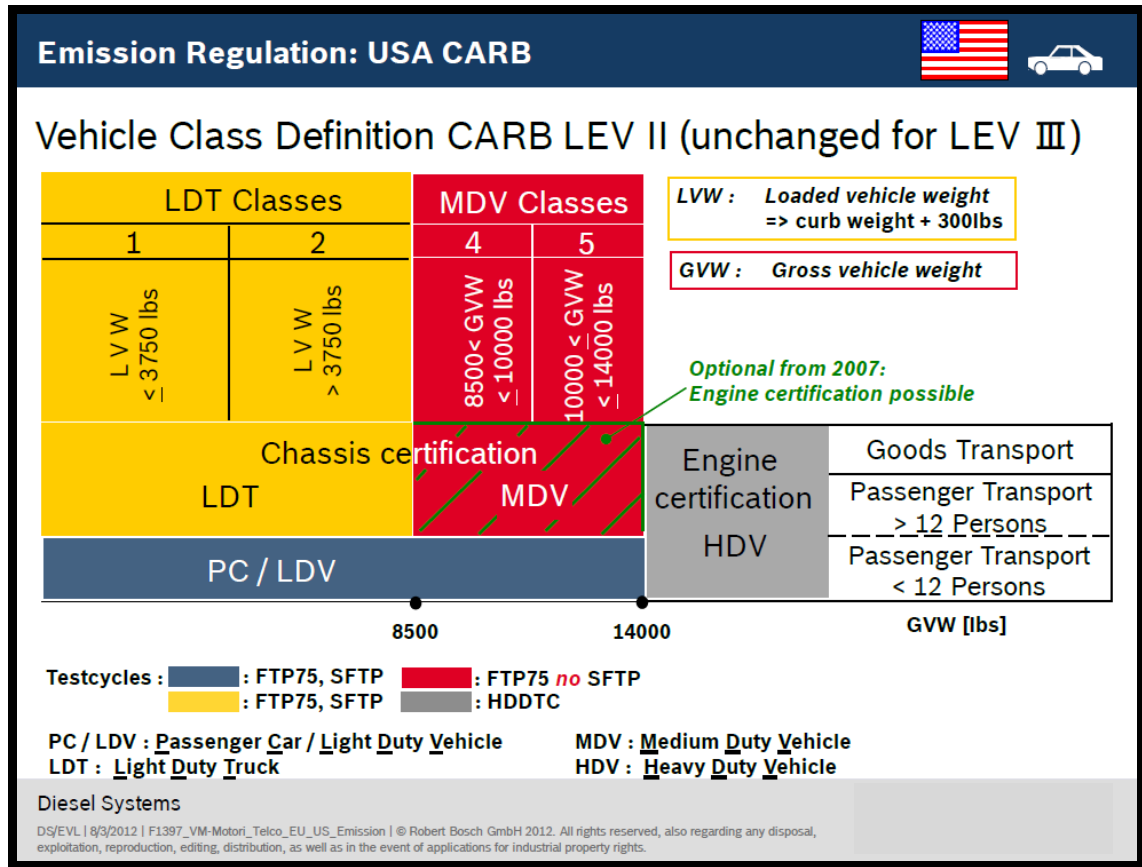 Emission Regulation: USA CARB
Vehicle Class Definition CARB LEV II (unchanged for LEV Ⅲ)
LDT Classes
MDV Classes
1
2
4
5
L V W
≤ 3750 lbs
L V W
> 3750 lbs
8500< GVW
≤ 10000 lbs
10000 ≤ GVW
≤ 14000 lbs
LVW : Loaded vehicle weight
=> curb weight + 300lbs
GVW : Gross vehicle weight
Optional from 2007:
Engine certification possible
Chassis certification
LDT
MDV
PC / LDV
Engine
certification
HDV
Goods Transport
Passenger Transport
> 12 Persons
Passenger Transport
< 12 Persons
8500
14000
GVW [lbs]
Testcycles : : FTP75, SFTP : FTP75 no SFTP
: FTP75, SFTP : HDDTC
PC / LDV : Passenger Car / Light Duty Vehicle
MDV : Medium Duty Vehicle
LDT : Light Duty Truck
HDV : Heavy Duty Vehicle
Diesel Systems
DS/EVL | 8/3/2012 | F1397_VM-Motori_Telco_EU_US_Emission | © Robert Bosch GmbH 2012. All rights reserved, also regarding any disposal,
exploitation, reproduction, editing, distribution, as well as in the event of applications for industrial property rights.